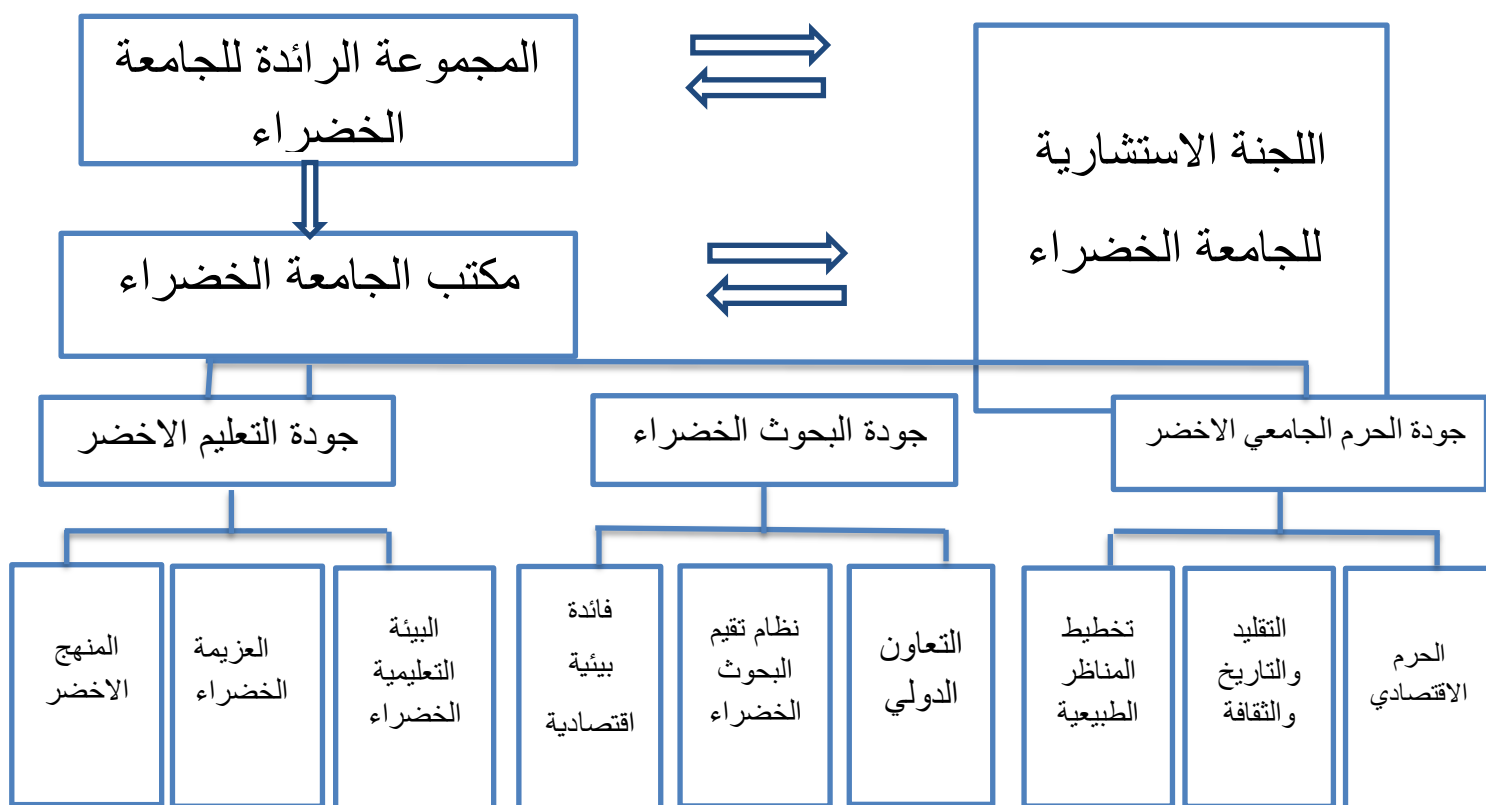 المجموعة الرائدة للجامعة
الخضراء
اللجنة الاستشارية
للجامعة الخضراء
مكتب الجامعة الخضراء
جودة الحرم الجامعي الاخضر
جودة البحوث الخضراء
جودة التعليم الاخضر
الحرم
الاقتصادي
التقليد
والتاريخ
والثقافة
تخطيط
المناظر
الطبيعية
التعاون
الدولي
نظام تقيم
البحوث
الخضراء
فائدة
بيئية
اقتصادية
البيئة
التعليمية
الخضراء
العزيمة
الخضراء
المنهج
الاخضر